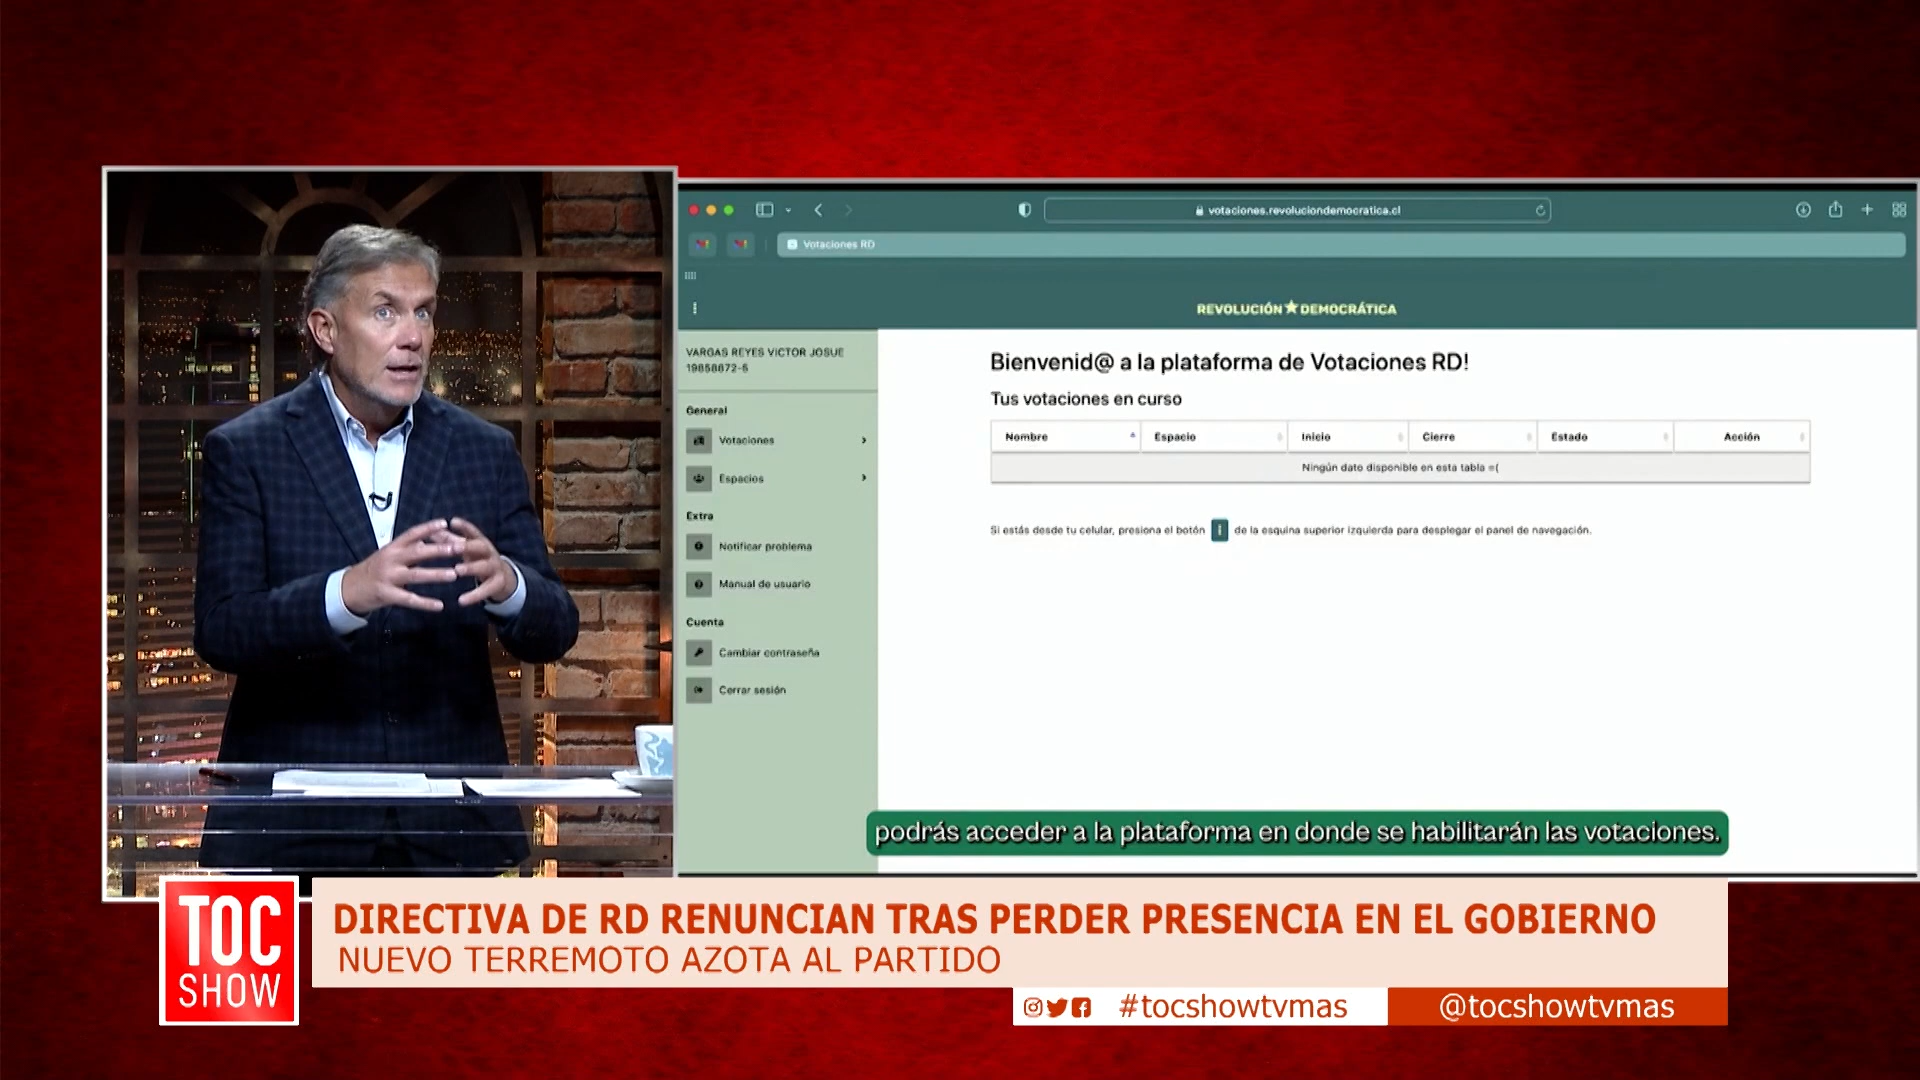 votaciones.revoluciondemocratica.cl
Votaciones RD
REVOLUCIÓN★DEMOCRÁTICA
VARGAS REYES VICTOR JOSUE
19858872-5
General
Votaciones
Espacios
Extra
Notificar problema
Manual de usuario
Cuenta
Cambiar contraseña
Cerrar sesión
Bienvenid@ a la plataforma de Votaciones RD!
Tus votaciones en curso
Nombre Espacio Inicio Cierre Estado Acción
Ningún dato disponible en esta tabla =(
Si estás desde tu celular, presiona el botón de la esquina superior izquierda para desplegar el panel de navegación.
podrás acceder a la plataforma en donde se habilitarán las votaciones.
TOC
SHOW
DIRECTIVA DE RD RENUNCIAN TRAS PERDER PRESENCIA EN EL GOBIERNO
NUEVO TERREMOTO AZOTA AL PARTIDO
#tocshowtvmas
@tocshowtvmas